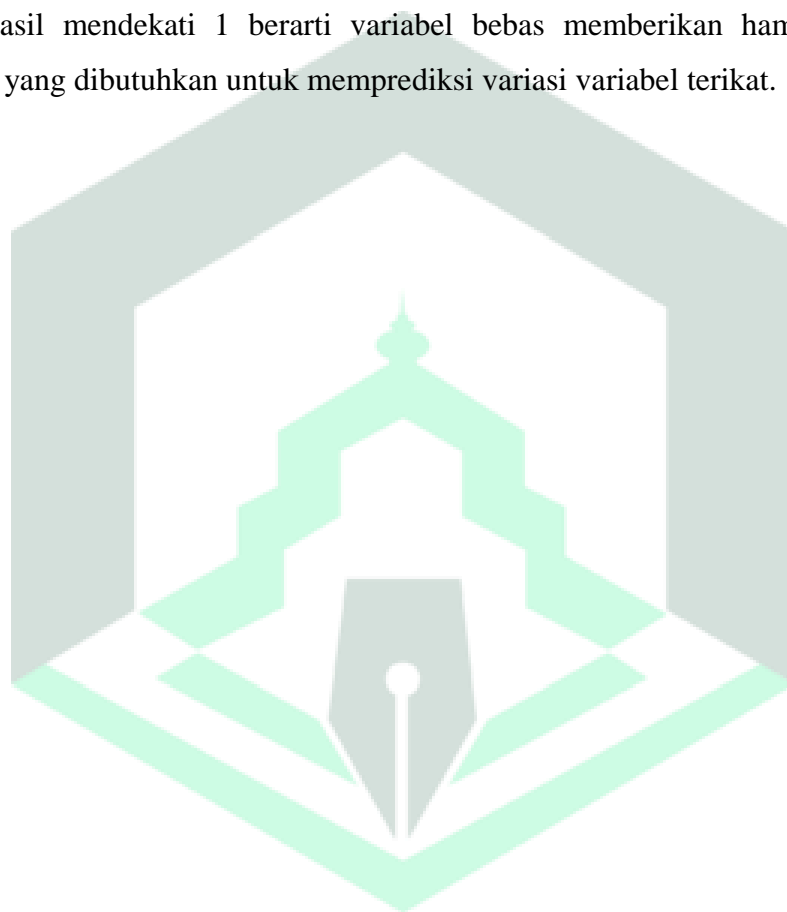 asil mendekati 1 berarti variabel bebas memberikan ham
yang dibutuhkan untuk memprediksi variasi variabel terikat.